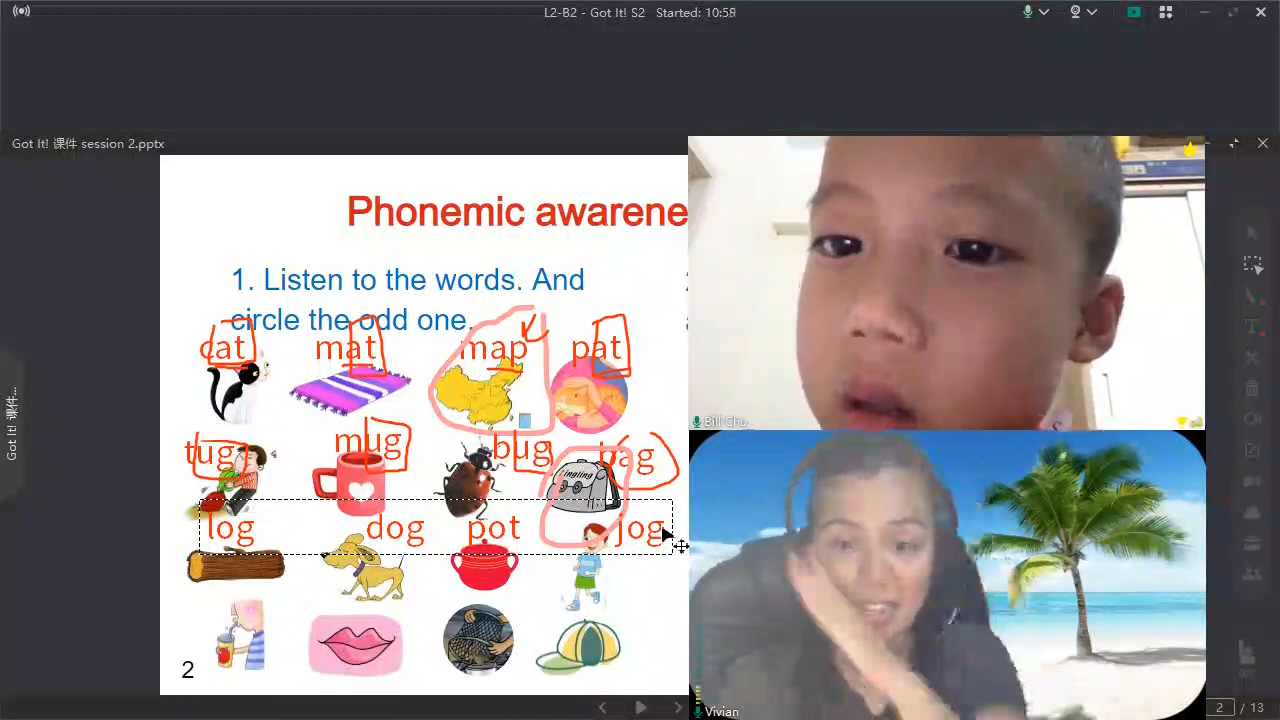 L2-B2 - Got It! S2 Started: 10:58
Got It! 课件 session 2.pptx
Phonemic awarene
1. Listen to the words. And
circle the odd one.
cat mat map pat
tug mug bug bag
log dog pot jog
2
Got It! 课件...
Bill Chu
Vivian
2 / 13